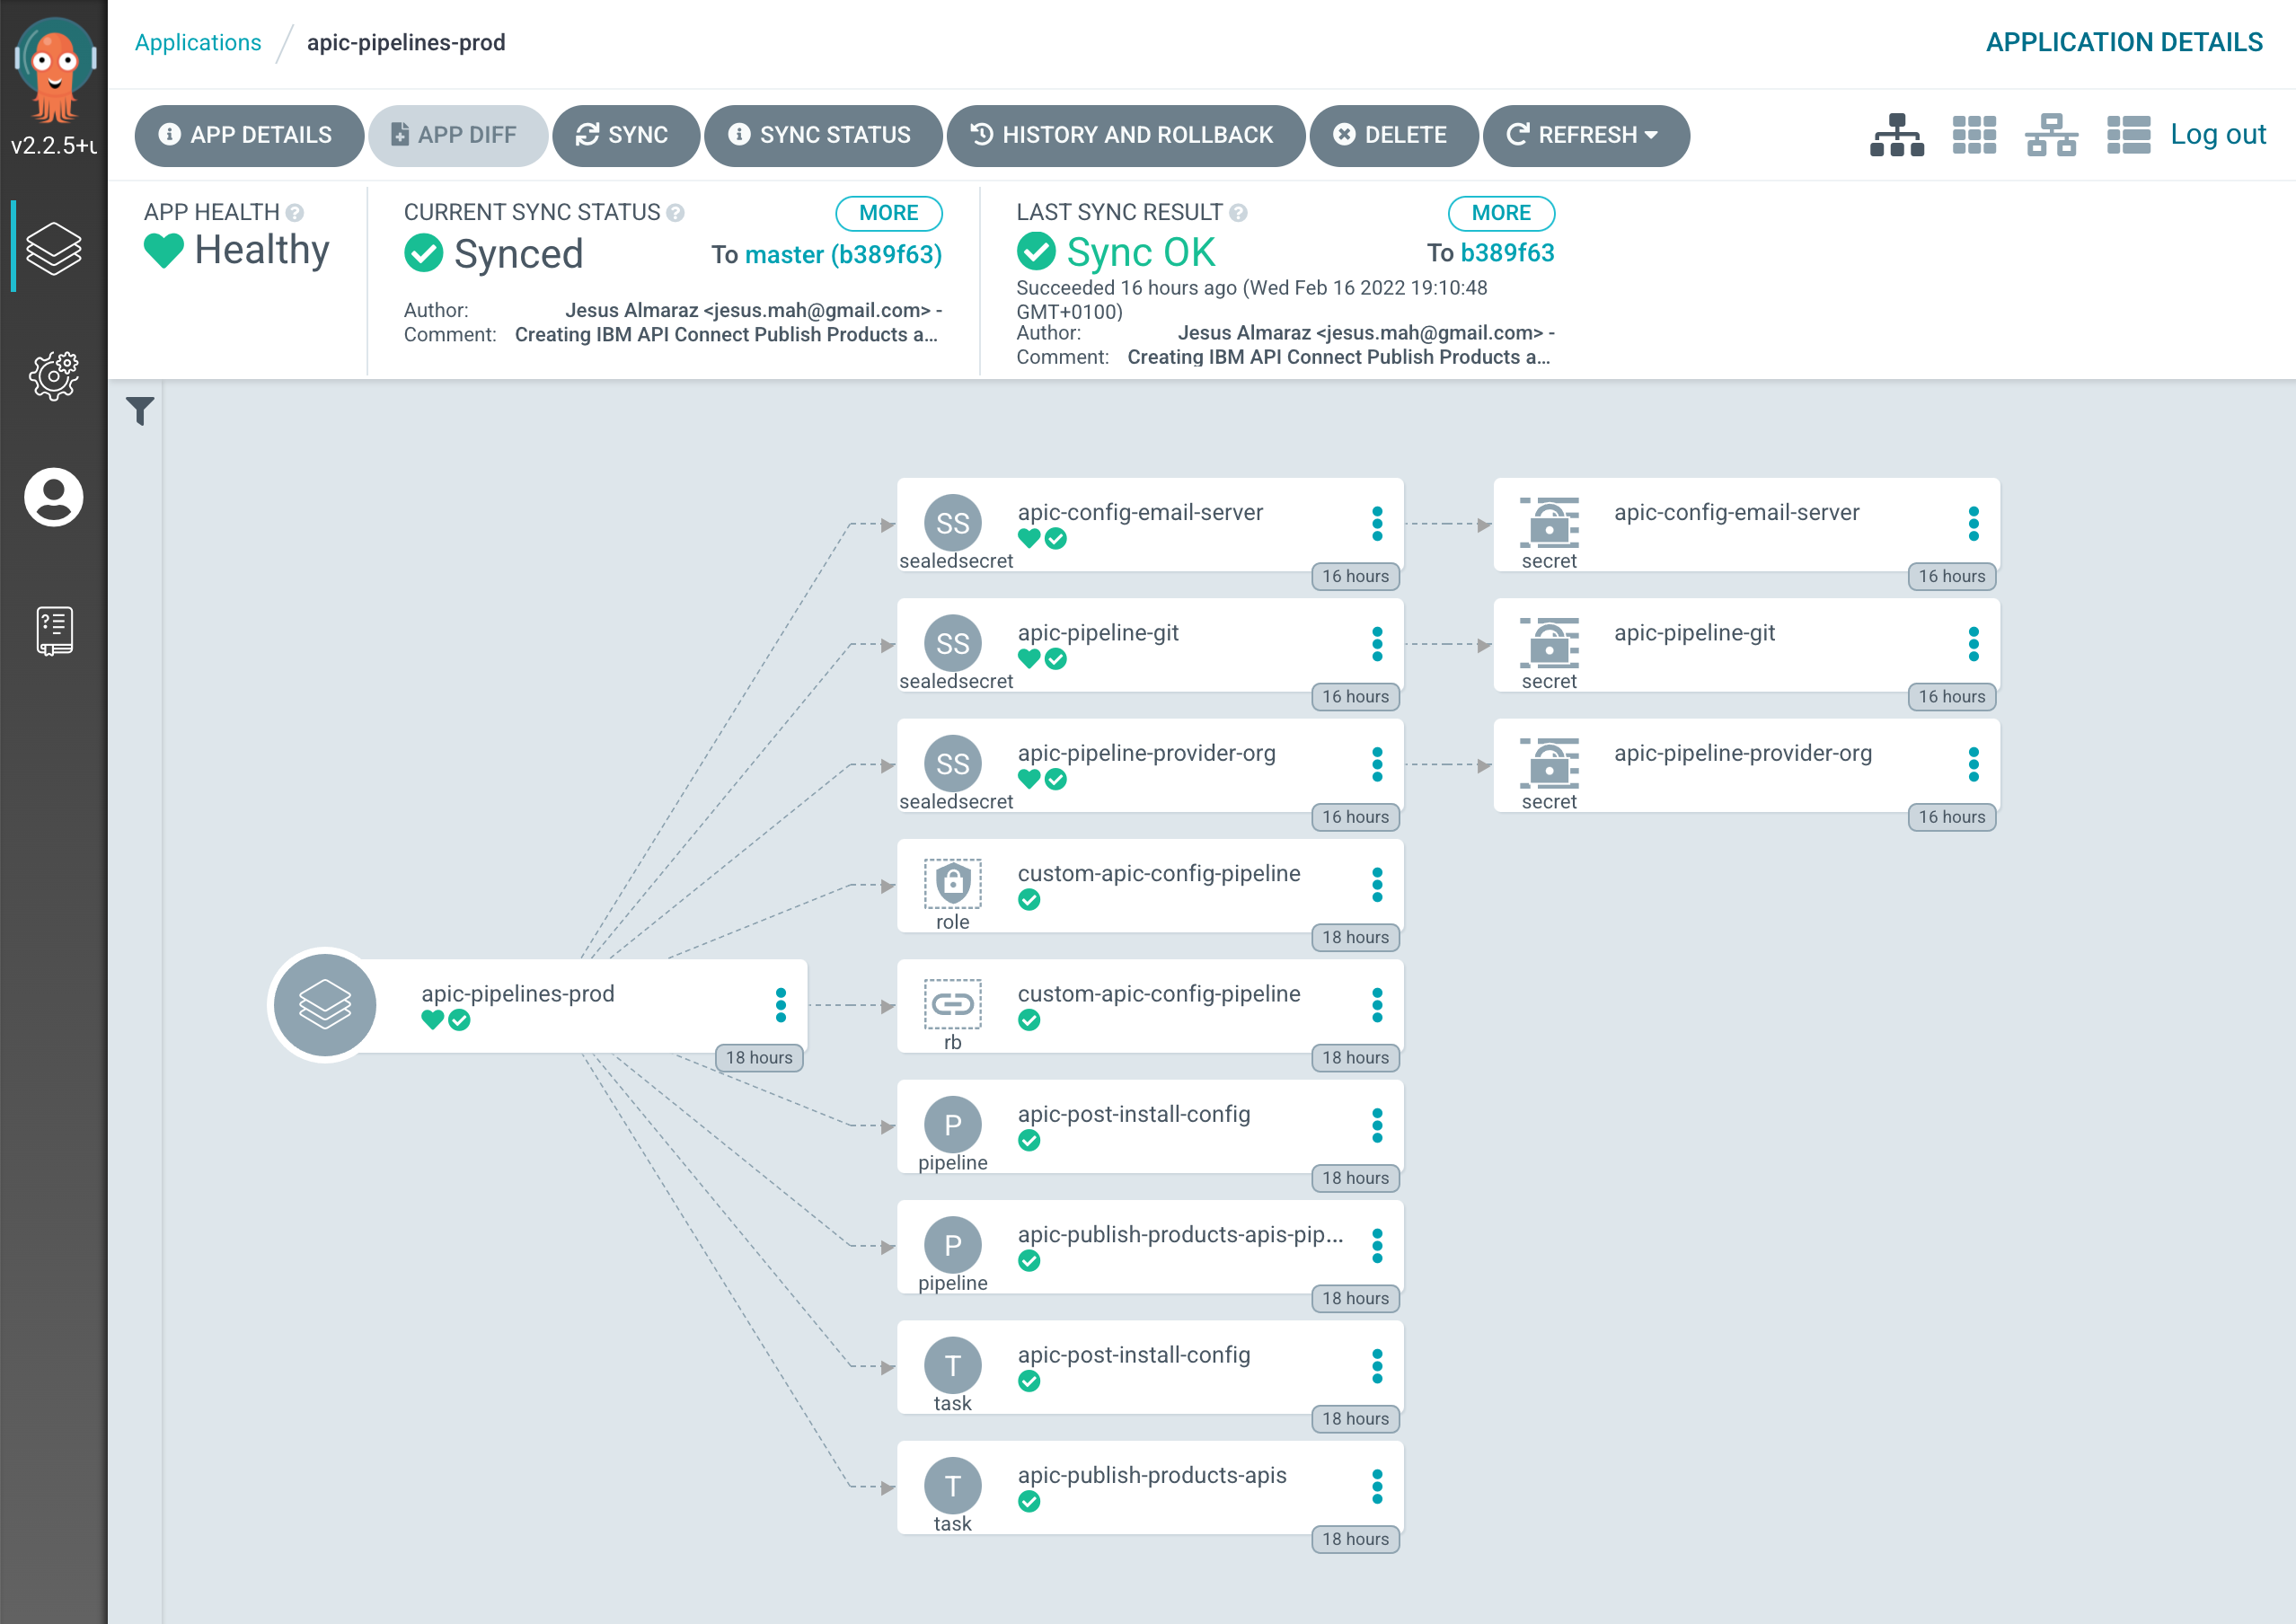 Applications / apic-pipelines-prod
APPLICATION DETAILS
v2.2.5+u
APP DETAILS
APP DIFF
SYNC
SYNC STATUS
HISTORY AND ROLLBACK
DELETE
REFRESH
Log out
APP HEALTH
Healthy
CURRENT SYNC STATUS
MORE
Synced
To master (b389f63)
Author: Jesus Almaraz <jesus.mah@gmail.com> -
Comment: Creating IBM API Connect Publish Products a...
LAST SYNC RESULT
MORE
Sync OK
To b389f63
Succeeded 16 hours ago (Wed Feb 16 2022 19:10:48
GMT+0100)
Author: Jesus Almaraz <jesus.mah@gmail.com> -
Comment: Creating IBM API Connect Publish Products a...
apic-pipelines-prod
18 hours
SS
sealedsecret
apic-config-email-server
16 hours
secret
apic-config-email-server
16 hours
SS
sealedsecret
apic-pipeline-git
16 hours
secret
apic-pipeline-git
16 hours
SS
sealedsecret
apic-pipeline-provider-org
16 hours
secret
apic-pipeline-provider-org
16 hours
role
custom-apic-config-pipeline
18 hours
rb
custom-apic-config-pipeline
18 hours
P
pipeline
apic-post-install-config
18 hours
P
pipeline
apic-publish-products-apis-pip...
18 hours
T
task
apic-post-install-config
18 hours
T
task
apic-publish-products-apis
18 hours